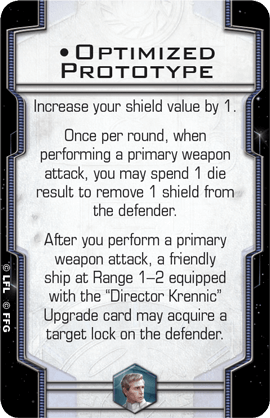 • OPTIMIZED
PROTOTYPE
Increase your shield value by 1.
Once per round, when
performing a primary weapon
attack, you may spend 1 die
result to remove 1 shield from
the defender.
After you perform a primary
weapon attack, a friendly
ship at Range 1–2 equipped
with the “Director Krennic”
Upgrade card may acquire a
target lock on the defender.
© LFL © FFG